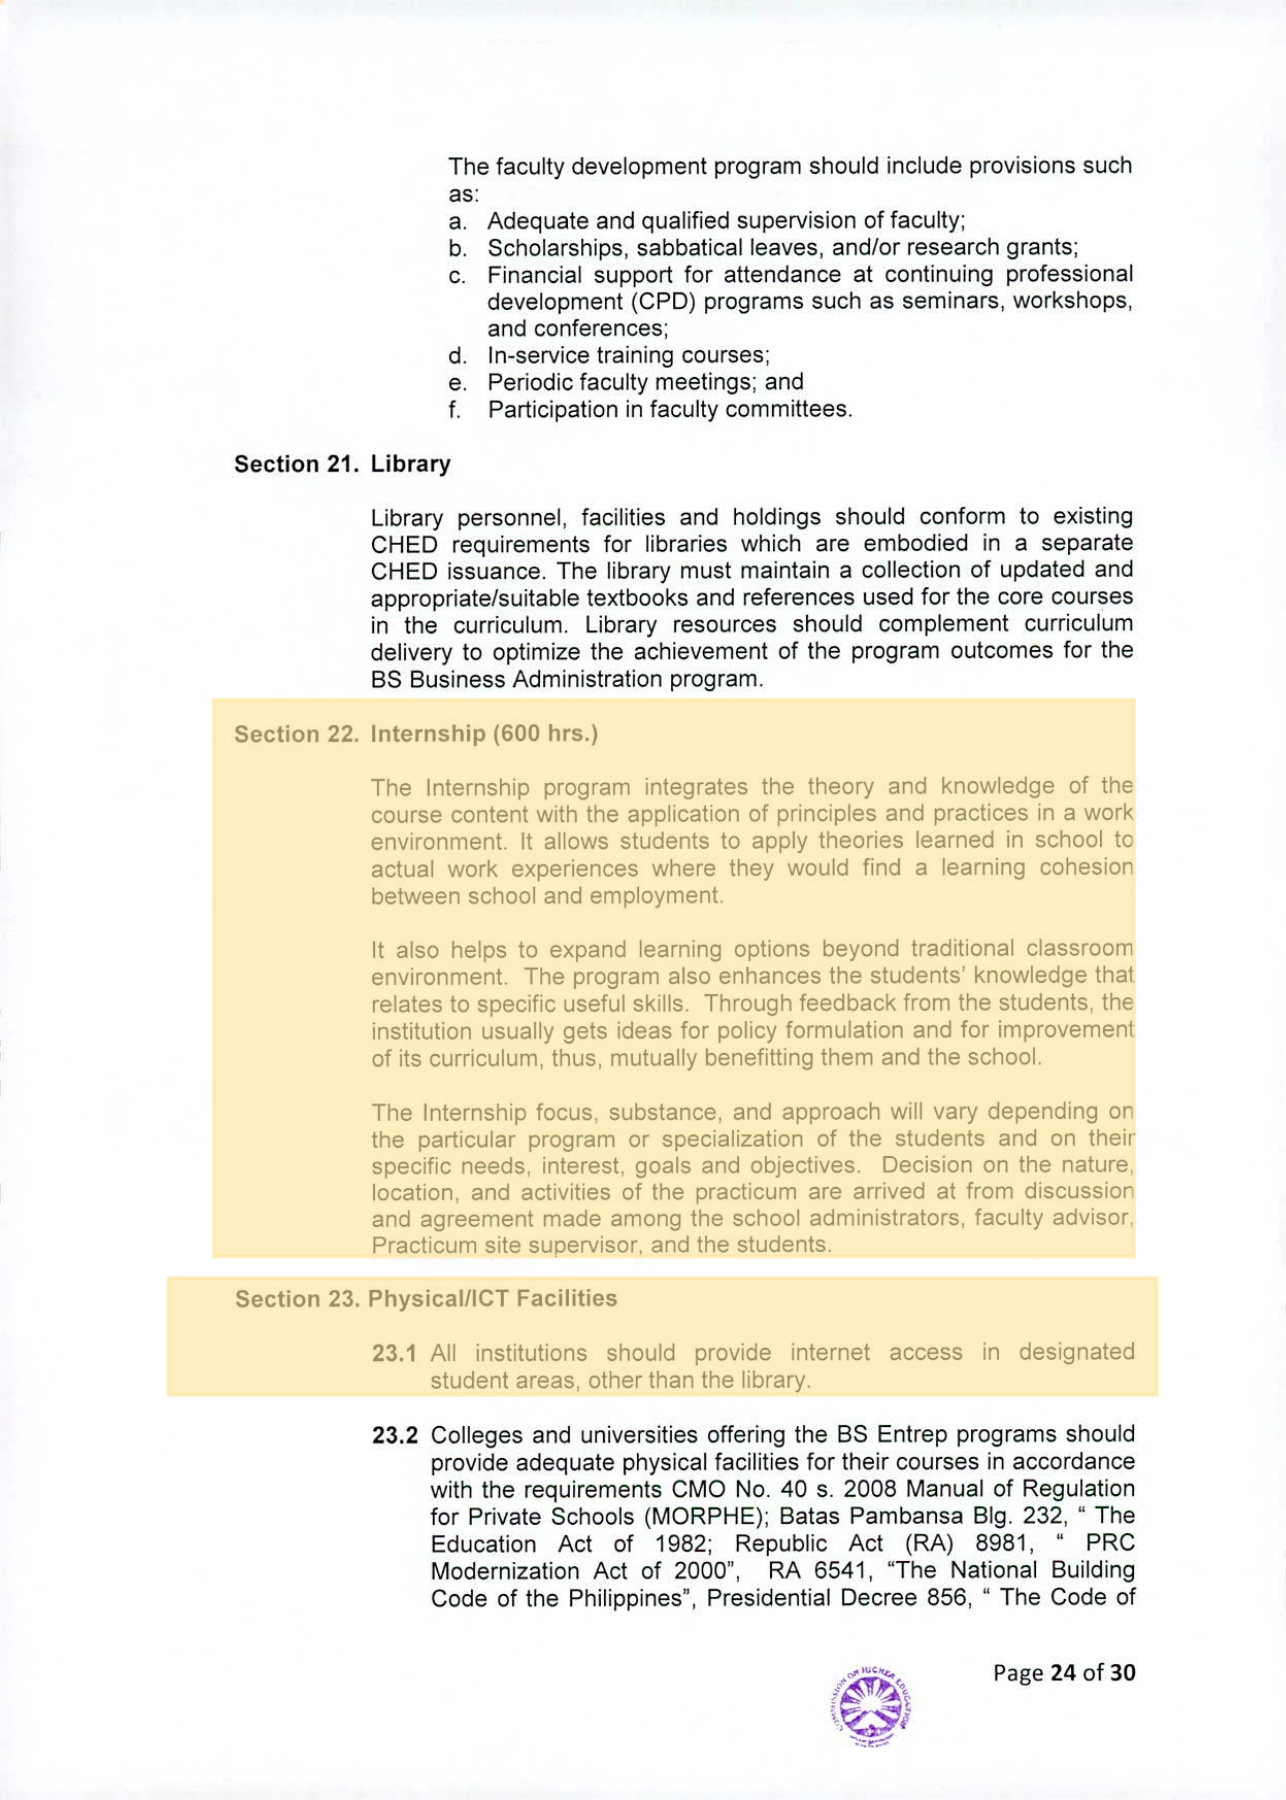 The faculty development program should include provisions such
as:
a. Adequate and qualified supervision of faculty;
b. Scholarships, sabbatical leaves, and/or research grants;
c. Financial support for attendance at continuing professional
development (CPD) programs such as seminars, workshops,
and conferences;
d. In-service training courses;
e. Periodic faculty meetings; and
f. Participation in faculty committees.
Section 21. Library
Library personnel, facilities and holdings should conform to existing
CHED requirements for libraries which are embodied in a separate
CHED issuance. The library must maintain a collection of updated and
appropriate/suitable textbooks and references used for the core courses
in the curriculum. Library resources should complement curriculum
delivery to optimize the achievement of the program outcomes for the
BS Business Administration program.
Section 22. Internship (600 hrs.)
The Internship program integrates the theory and knowledge of the
course content with the application of principles and practices in a work
environment. It allows students to apply theories learned in school to
actual work experiences where they would find a learning cohesion
between school and employment.
It also helps to expand learning options beyond traditional classroom
environment. The program also enhances the students' knowledge that
relates to specific useful skills. Through feedback from the students, the
institution usually gets ideas for policy formulation and for improvement
of its curriculum, thus, mutually benefitting them and the school.
The Internship focus, substance, and approach will vary depending on
the particular program or specialization of the students and on their
specific needs, interest, goals and objectives. Decision on the nature,
location, and activities of the practicum are arrived at from discussion
and agreement made among the school administrators, faculty advisor,
Practicum site supervisor, and the students.
Section 23. Physical/ICT Facilities
23.1 All institutions should provide internet access in designated
student areas, other than the library.
23.2 Colleges and universities offering the BS Entrep programs should
provide adequate physical facilities for their courses in accordance
with the requirements CMO No. 40 s. 2008 Manual of Regulation
for Private Schools (MORPHE); Batas Pambansa Blg. 232, “ The
Education Act of 1982; Republic Act (RA) 8981, “ PRC
Modernization Act of 2000”, RA 6541, “The National Building
Code of the Philippines”, Presidential Decree 856, “ The Code of
Page 24 of 30
COMMISSION ON HIGHER EDUCATION